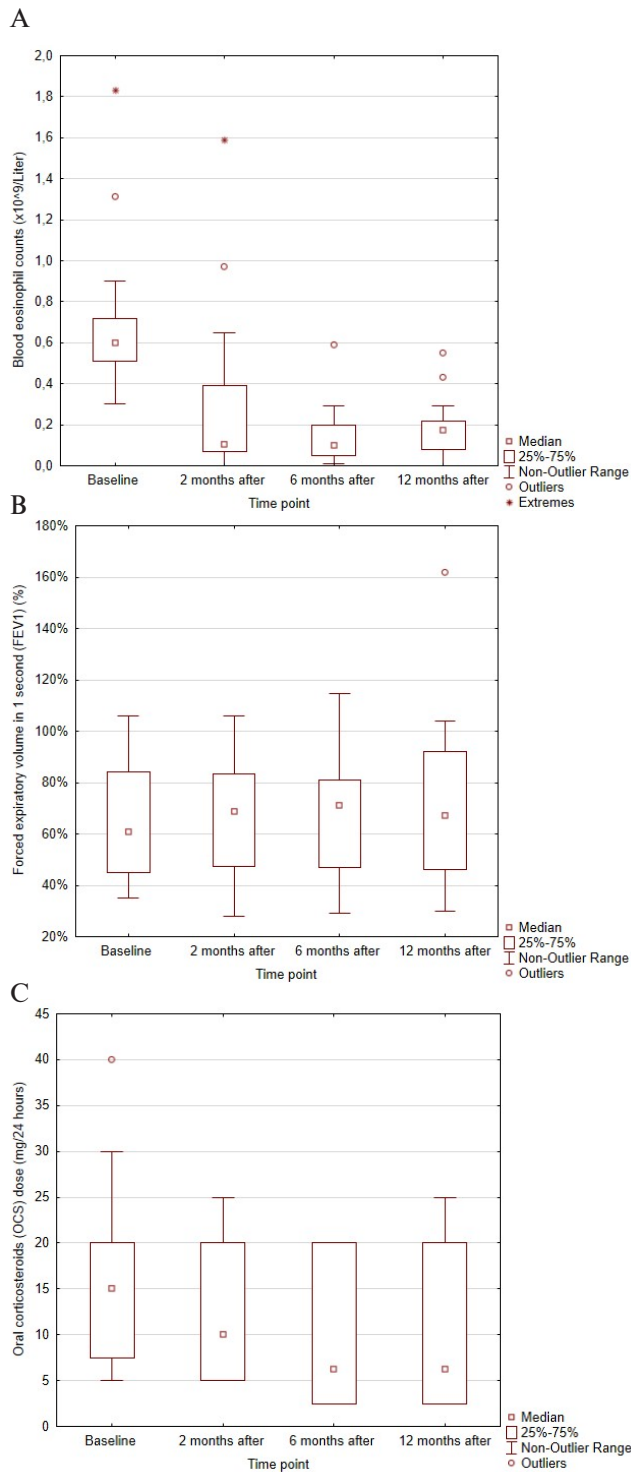 A
Blood eosinophil counts (x10^9/Liter)
2,0
1,8
1,6
1,4
1,2
1,0
0,8
0,6
0,4
0,2
0,0
Baseline 2 months after 6 months after 12 months after
Time point
Median
25%-75%
Non-Outlier Range
Outliers
Extremes
B
Forced expiratory volume in 1 second (FEV1) (%)
180%
160%
140%
120%
100%
80%
60%
40%
20%
Baseline 2 months after 6 months after 12 months after
Time point
Median
25%-75%
Non-Outlier Range
Outliers
C
Oral corticosteroids (OCS) dose (mg/24 hours)
45
40
35
30
25
20
15
10
5
0
Baseline 2 months after 6 months after 12 months after
Time point
Median
25%-75%
Non-Outlier Range
Outliers